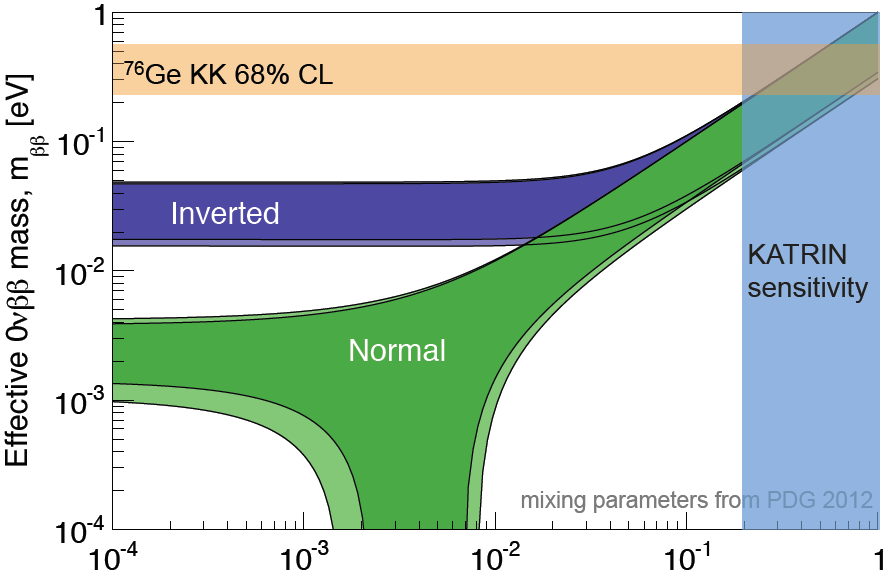 1
⁷⁶Ge KK 68% CL
10⁻¹
Inverted
10⁻²
KATRIN
sensitivity
Normal
10⁻³
mixing parameters from PDG 2012
10⁻⁴
10⁻⁴ 10⁻³ 10⁻² 10⁻¹ 1
Effective 0νββ mass, m_ββ [eV]